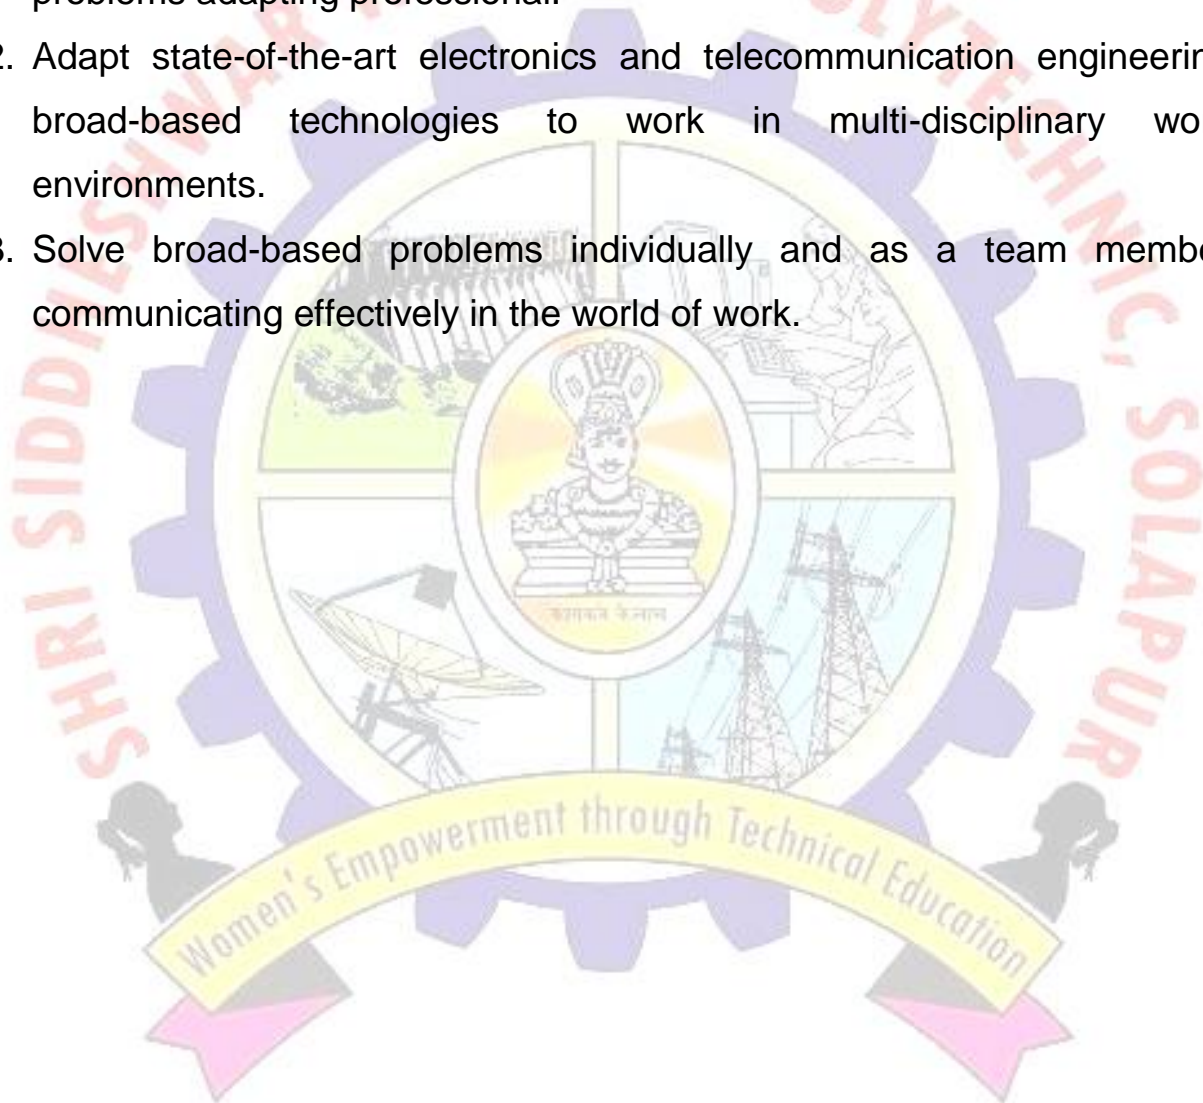 problems adapting professional.
2. Adapt state-of-the-art electronics and telecommunication engineerin
broad-based technologies to work in multi-disciplinary wo
environments.
3. Solve broad-based problems individually and as a team membe
communicating effectively in the world of work.
SHRI SIDDHESHWAR
POLYTECHNIC, SOLAPUR
Women's Empowerment through Technical Education